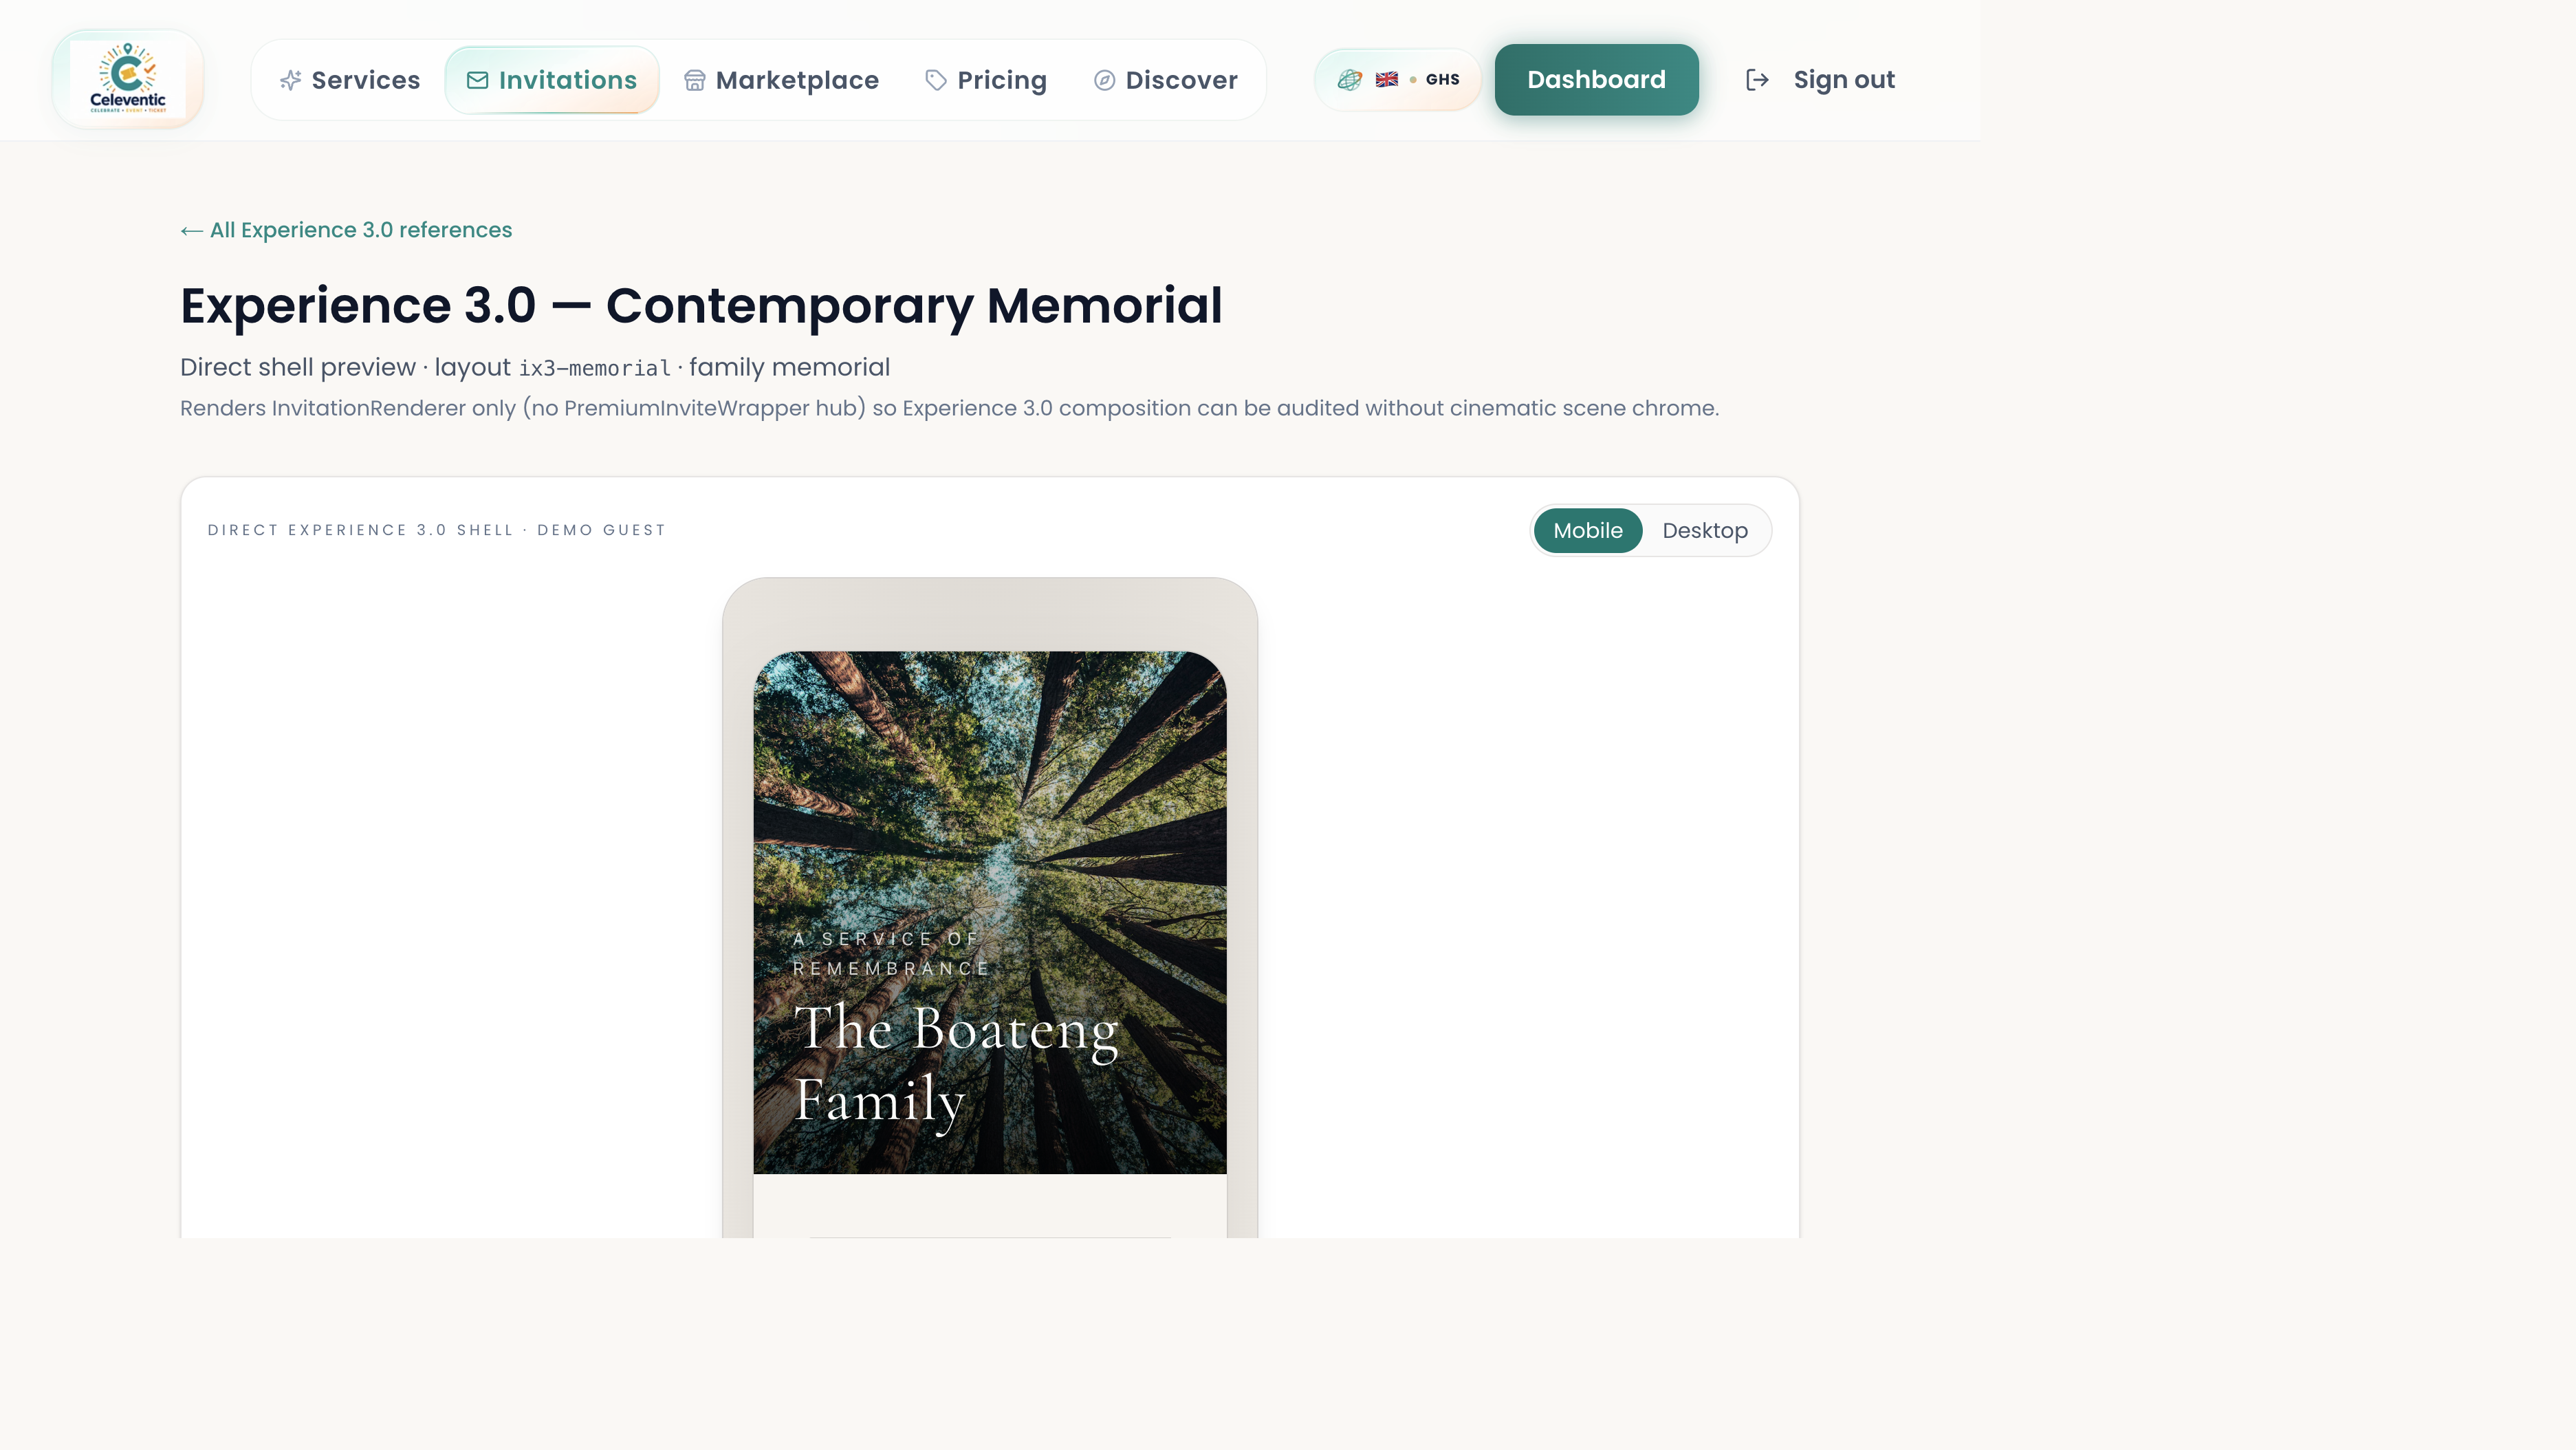 Celeventic
CELEBRATE • EVENT • TICKET
Services
Invitations
Marketplace
Pricing
Discover
GHS
Dashboard
Sign out
← All Experience 3.0 references
Experience 3.0 — Contemporary Memorial
Direct shell preview · layout ix3-memorial · family memorial
Renders InvitationRenderer only (no PremiumInviteWrapper hub) so Experience 3.0 composition can be audited without cinematic scene chrome.
DIRECT EXPERIENCE 3.0 SHELL · DEMO GUEST
Mobile
Desktop
A SERVICE OF
REMEMBRANCE
The Boateng
Family